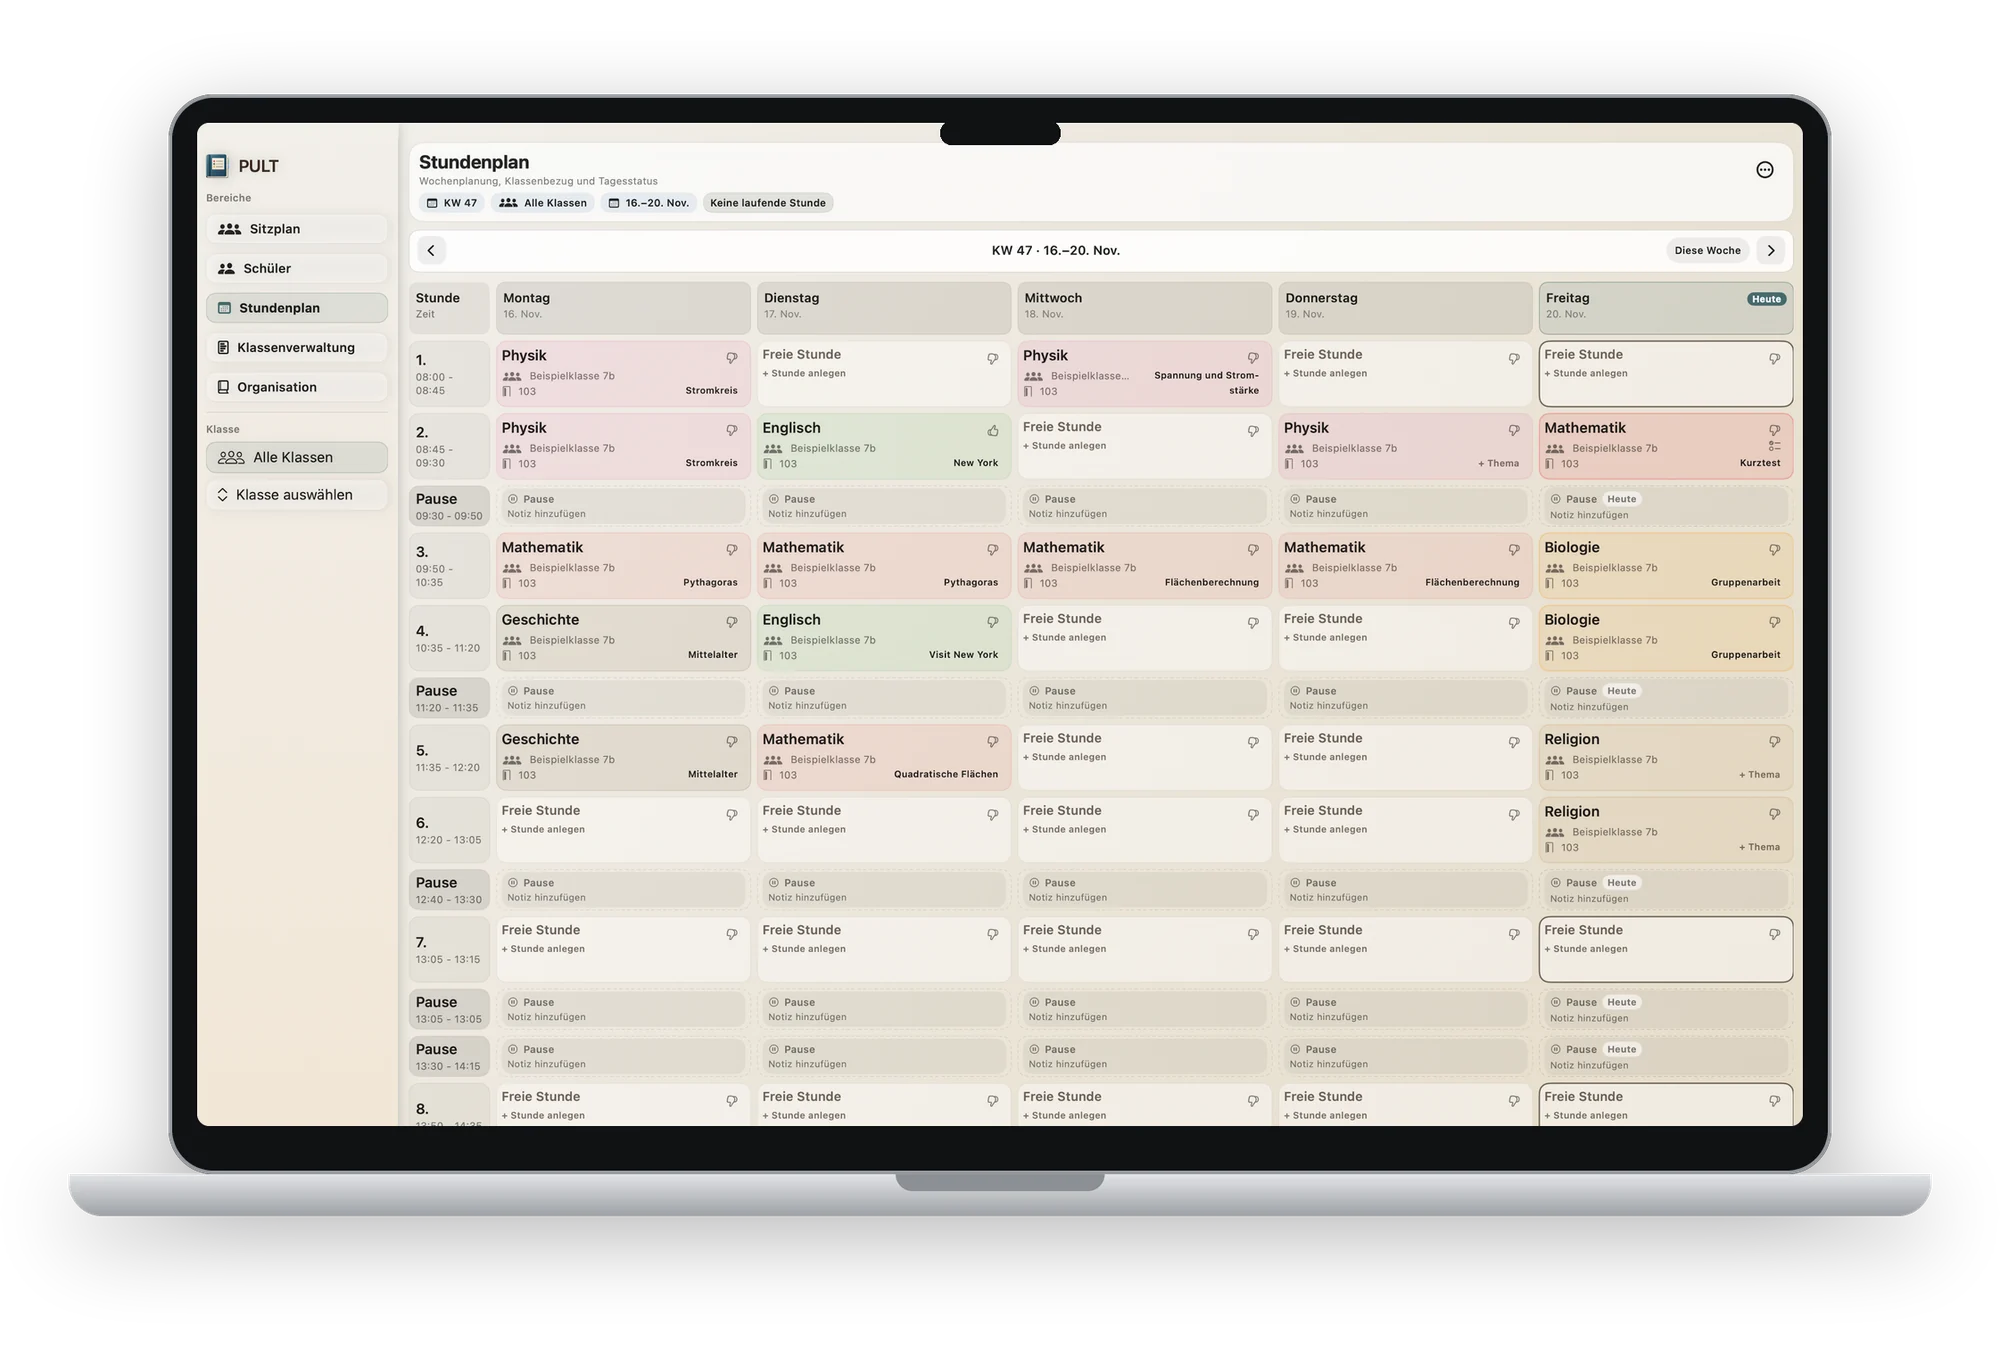 PULT
Bereiche
Sitzplan
Schüler
Stundenplan
Klassenverwaltung
Organisation
Klasse
Alle Klassen
Klasse auswählen
Stundenplan
Wochenplanung, Klassenbezug und Tagesstatus
KW 47 Alle Klassen 16.–20. Nov. Keine laufende Stunde
KW 47 · 16.–20. Nov. Diese Woche
Stunde Montag Dienstag Mittwoch Donnerstag Freitag Heute
Zeit 16. Nov. 17. Nov. 18. Nov. 19. Nov. 20. Nov.
1. Physik Freie Stunde Physik Freie Stunde Freie Stunde
08:00 - Beispielklasse 7b + Stunde anlegen Beispielklasse... Spannung und Strom- + Stunde anlegen + Stunde anlegen
08:45 103 Stromkreis 103 stärke
2. Physik Englisch Freie Stunde Physik Mathematik
08:45 - Beispielklasse 7b Beispielklasse 7b + Stunde anlegen Beispielklasse 7b Beispielklasse 7b
09:30 103 Stromkreis 103 New York 103 + Thema 103 Kurztest
Pause Pause Pause Pause Pause Pause Heute
09:30 - 09:50 Notiz hinzufügen Notiz hinzufügen Notiz hinzufügen Notiz hinzufügen Notiz hinzufügen
3. Mathematik Mathematik Mathematik Mathematik Biologie
09:50 - Beispielklasse 7b Beispielklasse 7b Beispielklasse 7b Beispielklasse 7b Beispielklasse 7b
10:35 103 Pythagoras 103 Pythagoras 103 Flächenberechnung 103 Flächenberechnung 103 Gruppenarbeit
4. Geschichte Englisch Freie Stunde Freie Stunde Biologie
10:35 - 11:20 Beispielklasse 7b Beispielklasse 7b + Stunde anlegen + Stunde anlegen Beispielklasse 7b
103 Mittelalter 103 Visit New York 103 Gruppenarbeit
Pause Pause Pause Pause Pause Pause Heute
11:20 - 11:35 Notiz hinzufügen Notiz hinzufügen Notiz hinzufügen Notiz hinzufügen Notiz hinzufügen
5. Geschichte Mathematik Freie Stunde Freie Stunde Religion
11:35 - 12:20 Beispielklasse 7b Beispielklasse 7b + Stunde anlegen + Stunde anlegen Beispielklasse 7b
103 Mittelalter 103 Quadratische Flächen 103 + Thema
6. Freie Stunde Freie Stunde Freie Stunde Freie Stunde Religion
12:20 - 13:05 + Stunde anlegen + Stunde anlegen + Stunde anlegen + Stunde anlegen Beispielklasse 7b
103 + Thema
Pause Pause Pause Pause Pause Pause Heute
12:40 - 13:30 Notiz hinzufügen Notiz hinzufügen Notiz hinzufügen Notiz hinzufügen Notiz hinzufügen
7. Freie Stunde Freie Stunde Freie Stunde Freie Stunde Freie Stunde
13:05 - 13:15 + Stunde anlegen + Stunde anlegen + Stunde anlegen + Stunde anlegen + Stunde anlegen
Pause Pause Pause Pause Pause Pause Heute
13:05 - 13:05 Notiz hinzufügen Notiz hinzufügen Notiz hinzufügen Notiz hinzufügen Notiz hinzufügen
Pause Pause Pause Pause Pause Pause Heute
13:30 - 14:15 Notiz hinzufügen Notiz hinzufügen Notiz hinzufügen Notiz hinzufügen Notiz hinzufügen
8. Freie Stunde Freie Stunde Freie Stunde Freie Stunde Freie Stunde
+ Stunde anlegen + Stunde anlegen + Stunde anlegen + Stunde anlegen + Stunde anlegen